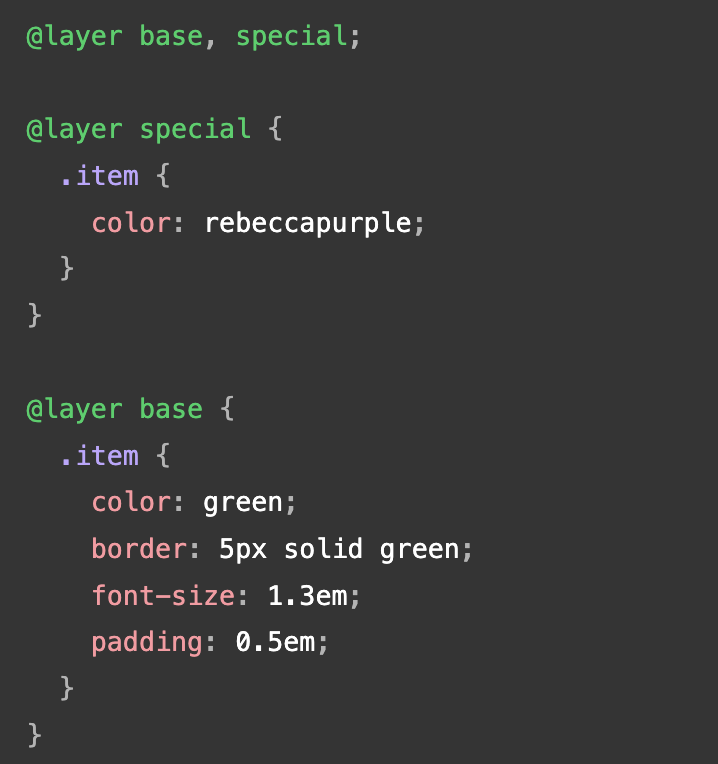 @layer base, special;

@layer special {
  .item {
    color: rebeccapurple;
  }
}

@layer base {
  .item {
    color: green;
    border: 5px solid green;
    font-size: 1.3em;
    padding: 0.5em;
  }
}